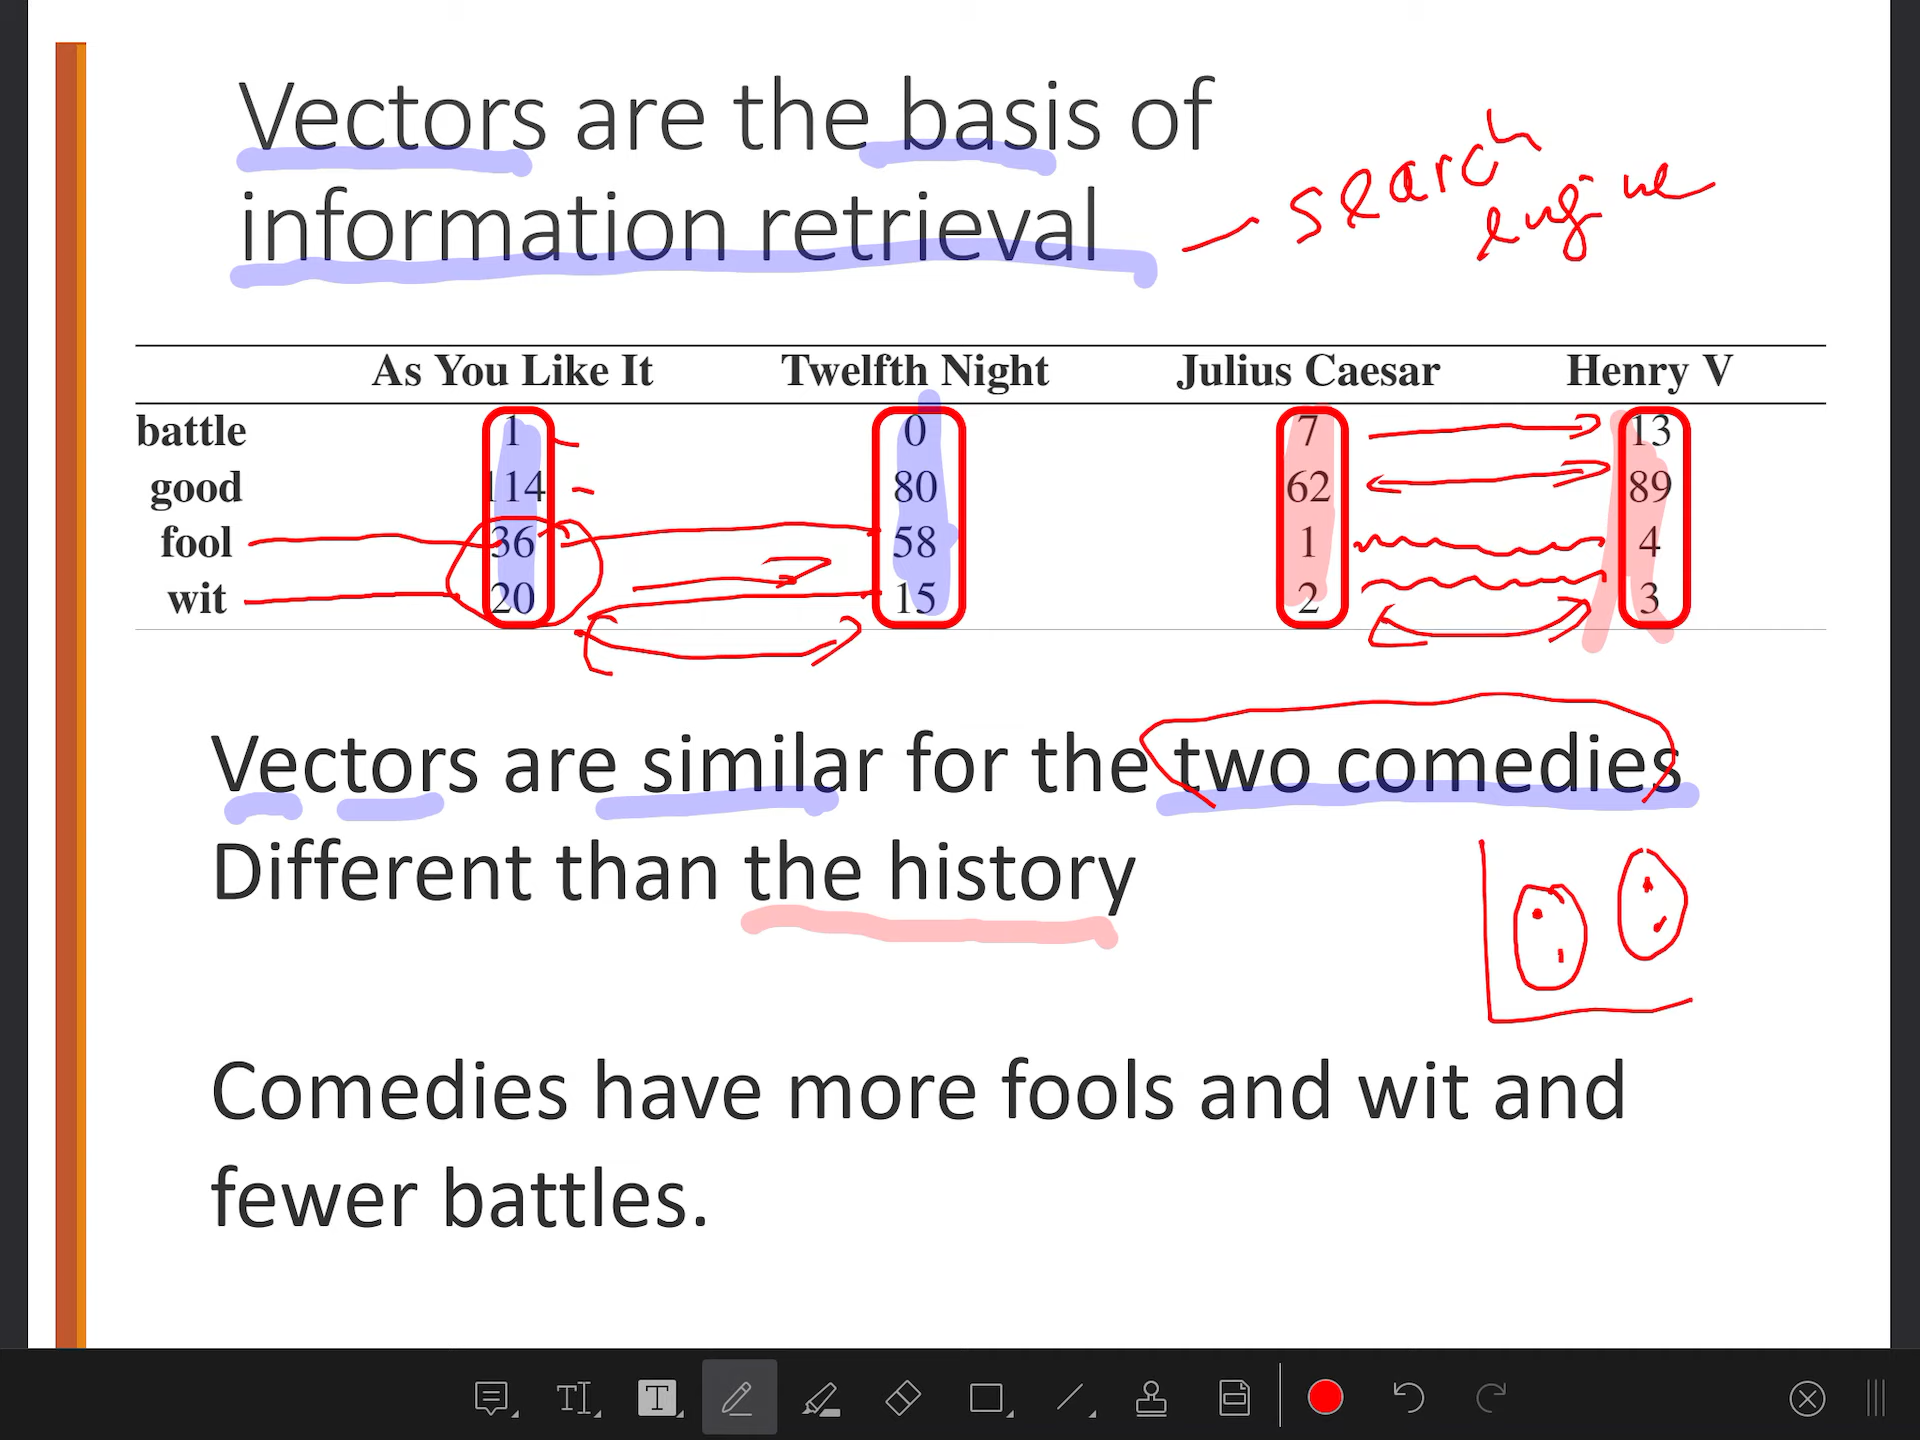 Vectors are the basis of
information retrieval
search
engine
As You Like It Twelfth Night Julius Caesar Henry V
battle 1 0 7 13
good 114 80 62 89
fool 36 58 1 4
wit 20 15 2 3
Vectors are similar for the two comedies
Different than the history
Comedies have more fools and wit and
fewer battles.